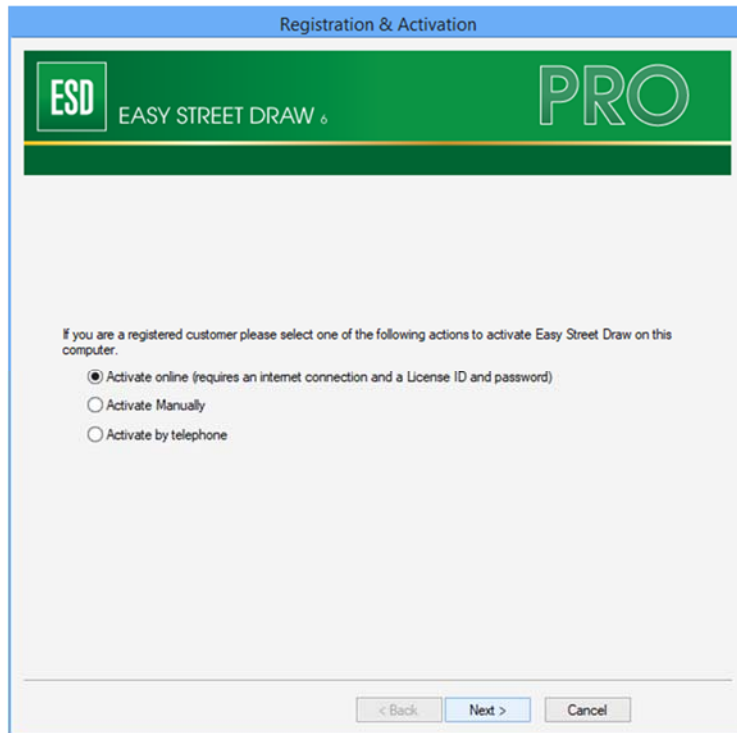 Registration & Activation
ESD
EASY STREET DRAW 6
PRO
If you are a registered customer please select one of the following actions to activate Easy Street Draw on this
computer.
Activate online (requires an internet connection and a License ID and password)
Activate Manually
Activate by telephone
< Back
Next >
Cancel